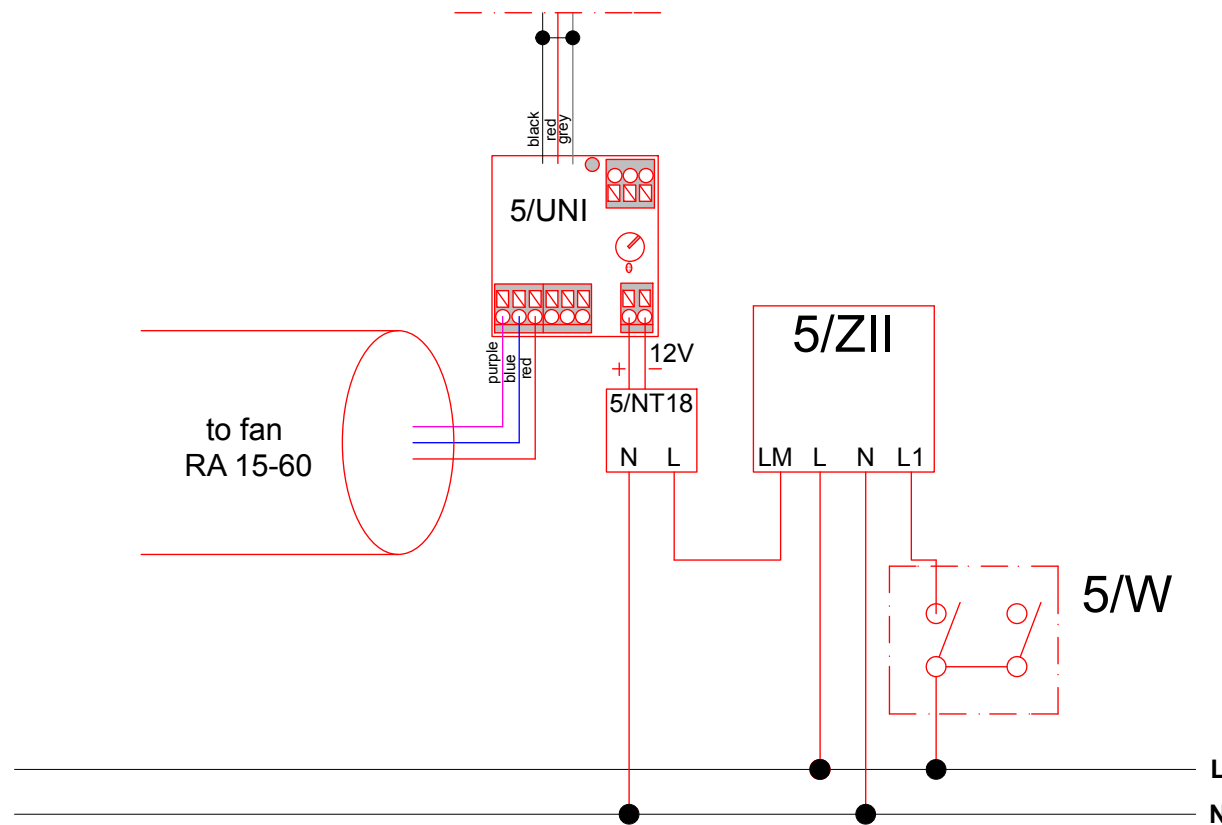 black
red
grey
5/UNI
0
purple
blue
red
12V
+
−
5/NT18
N L
5/ZII
LM L N L1
to fan
RA 15-60
5/W
L
N